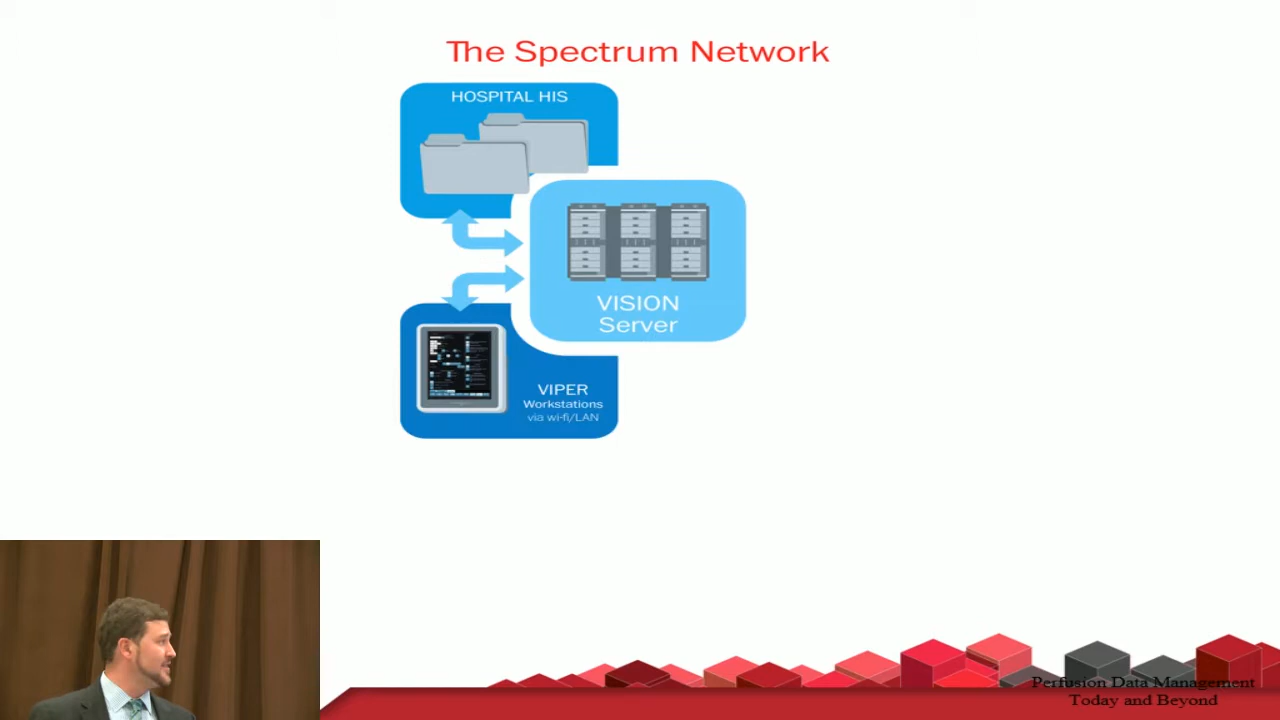 The Spectrum Network
HOSPITAL HIS
VISION
Server
VIPER
Workstations
via wi-fi/LAN
Perfusion Data Management
Today and Beyond